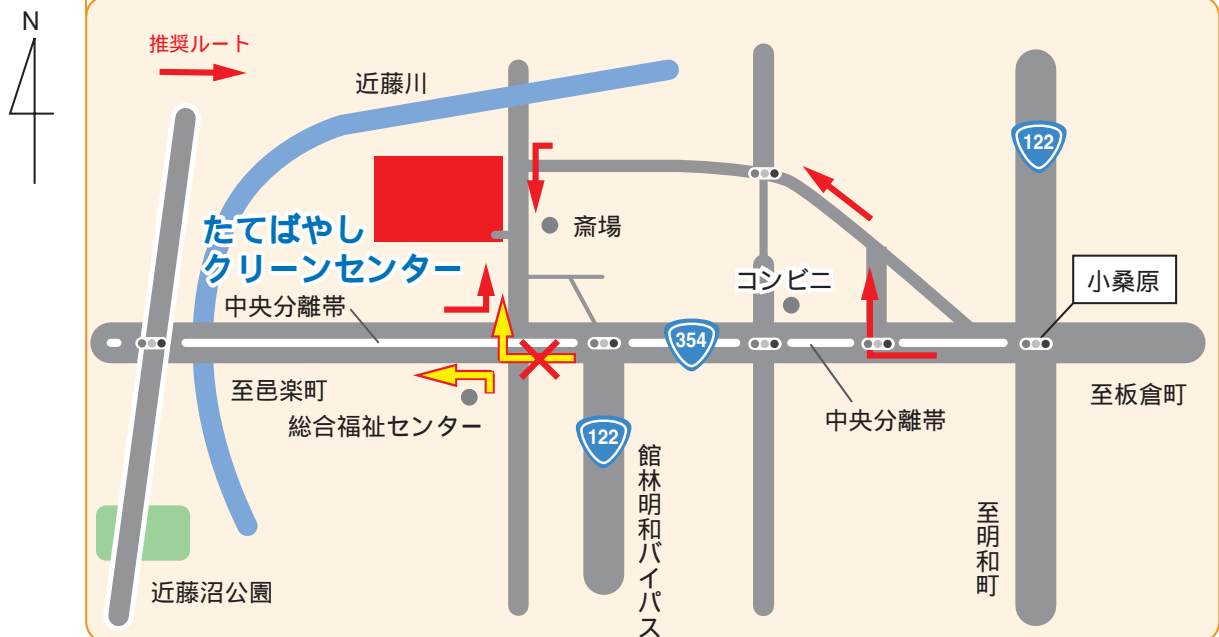 N
推奨ルート
近藤川
122
斎場
たてばやし
クリーンセンター
コンビニ
小桑原
中央分離帯
354
至邑楽町
総合福祉センター
至板倉町
中央分離帯
122
館林明和バイパス
至明和町
近藤沼公園